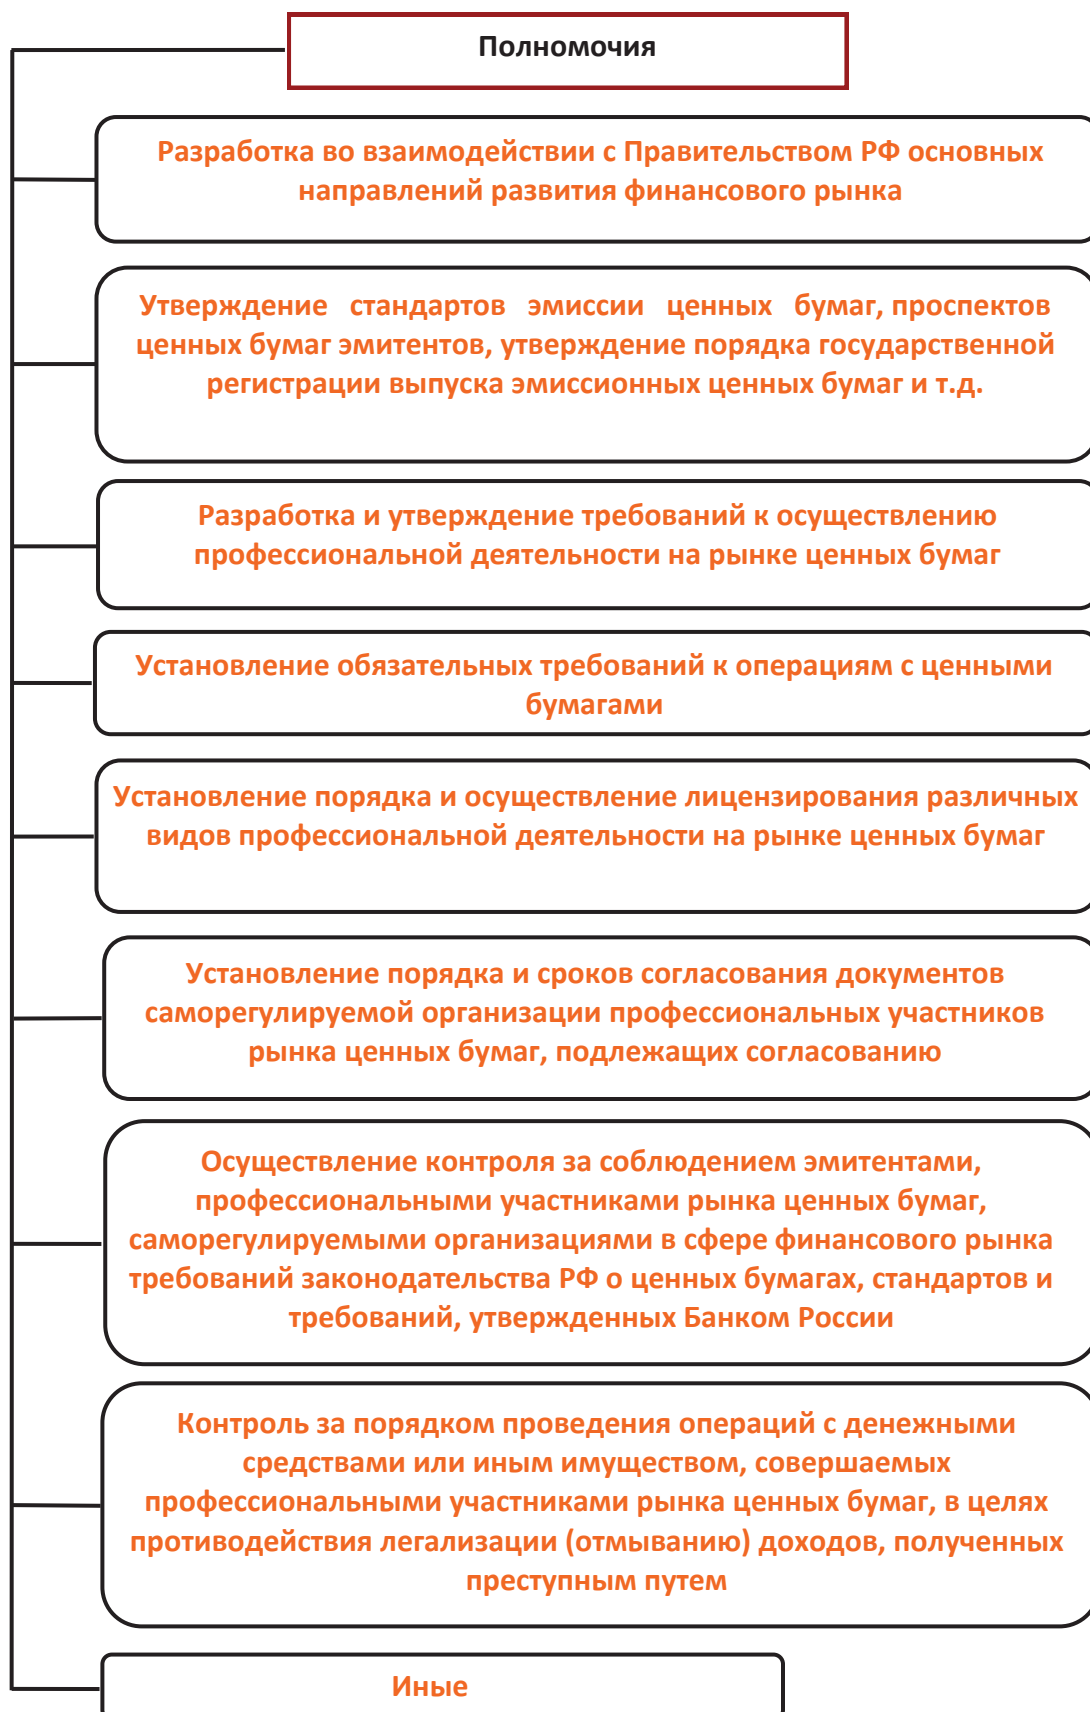 Полномочия
Разработка во взаимодействии с Правительством РФ основных
направлений развития финансового рынка
Утверждение стандартов эмиссии ценных бумаг, проспектов
ценных бумаг эмитентов, утверждение порядка государственной
регистрации выпуска эмиссионных ценных бумаг и т.д.
Разработка и утверждение требований к осуществлению
профессиональной деятельности на рынке ценных бумаг
Установление обязательных требований к операциям с ценными
бумагами
Установление порядка и осуществление лицензирования различных
видов профессиональной деятельности на рынке ценных бумаг
Установление порядка и сроков согласования документов
саморегулируемой организации профессиональных участников
рынка ценных бумаг, подлежащих согласованию
Осуществление контроля за соблюдением эмитентами,
профессиональными участниками рынка ценных бумаг,
саморегулируемыми организациями в сфере финансового рынка
требований законодательства РФ о ценных бумагах, стандартов и
требований, утвержденных Банком России
Контроль за порядком проведения операций с денежными
средствами или иным имуществом, совершаемых
профессиональными участниками рынка ценных бумаг, в целях
противодействия легализации (отмыванию) доходов, полученных
преступным путем
Иные